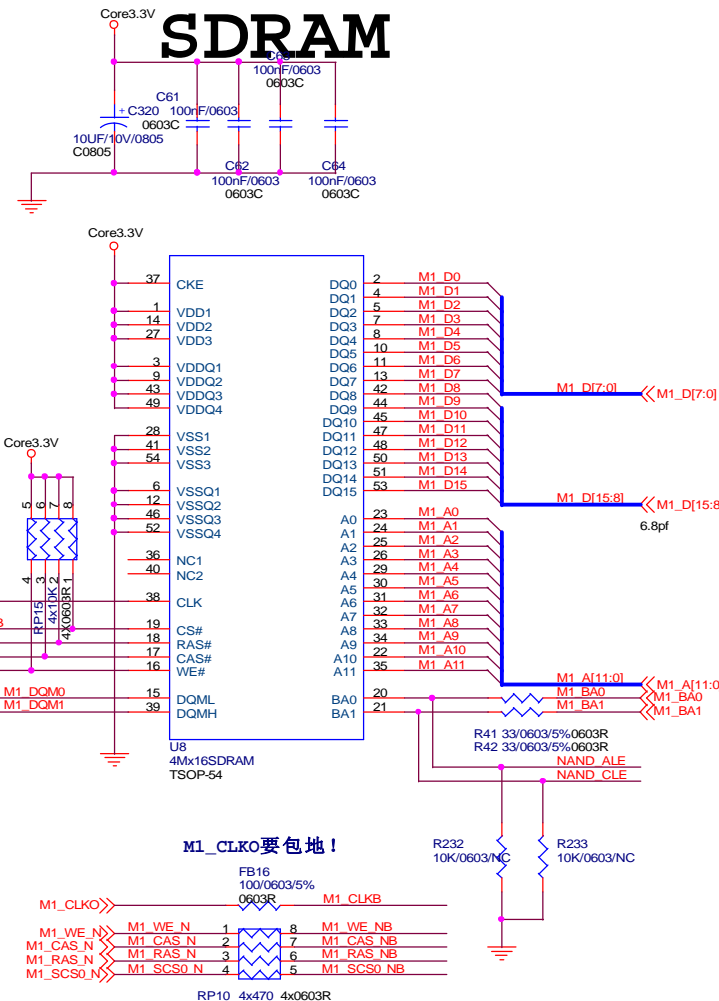 Core3.3V
SDRAM
C63
100nF/0603
0603C
C61
100nF/0603
0603C
+ C320
10UF/10V/0805
C0805
C62
100nF/0603
0603C
C64
100nF/0603
0603C
Core3.3V
37 CKE
1 VDD1
14 VDD2
27 VDD3
3 VDDQ1
9 VDDQ2
43 VDDQ3
49 VDDQ4
28 VSS1
41 VSS2
54 VSS3
6 VSSQ1
12 VSSQ2
46 VSSQ3
52 VSSQ4
36 NC1
40 NC2
38 CLK
19 CS#
18 RAS#
17 CAS#
16 WE#
15 DQML
39 DQMH
DQ0 2 M1_D0
DQ1 4 M1_D1
DQ2 5 M1_D2
DQ3 7 M1_D3
DQ4 8 M1_D4
DQ5 10 M1_D5
DQ6 11 M1_D6
DQ7 13 M1_D7
DQ8 42 M1_D8
DQ9 44 M1_D9
DQ10 45 M1_D10
DQ11 47 M1_D11
DQ12 48 M1_D12
DQ13 50 M1_D13
DQ14 51 M1_D14
DQ15 53 M1_D15
A0 23 M1_A0
A1 24 M1_A1
A2 25 M1_A2
A3 26 M1_A3
A4 29 M1_A4
A5 30 M1_A5
A6 31 M1_A6
A7 32 M1_A7
A8 33 M1_A8
A9 34 M1_A9
A10 22 M1_A10
A11 35 M1_A11
BA0 20
BA1 21
M1_D[7:0] M1_D[7:0]
M1_D[15:8] M1_D[15:8
6.8pf
M1_A[11:0] M1_A[11:0
M1_BA0 M1_BA0
M1_BA1 M1_BA1
Core3.3V
5 6 7 8
4 3 2 1
RP15
4x10K
4X0603R
M1_DQM0
M1_DQM1
U8
4Mx16SDRAM
TSOP-54
R41 33/0603/5% 0603R
R42 33/0603/5% 0603R
NAND_ALE
NAND_CLE
R232
10K/0603/NC
R233
10K/0603/NC
M1_CLKO要包地!
FB16
100/0603/5%
0603R
M1_CLKO M1_CLKB
M1_WE_N M1_WE_N 1 8 M1_WE_NB
M1_CAS_N M1_CAS_N 2 7 M1_CAS_NB
M1_RAS_N M1_RAS_N 3 6 M1_RAS_NB
M1_SCS0_N M1_SCS0_N 4 5 M1_SCS0_NB
RP10 4x470 4x0603R